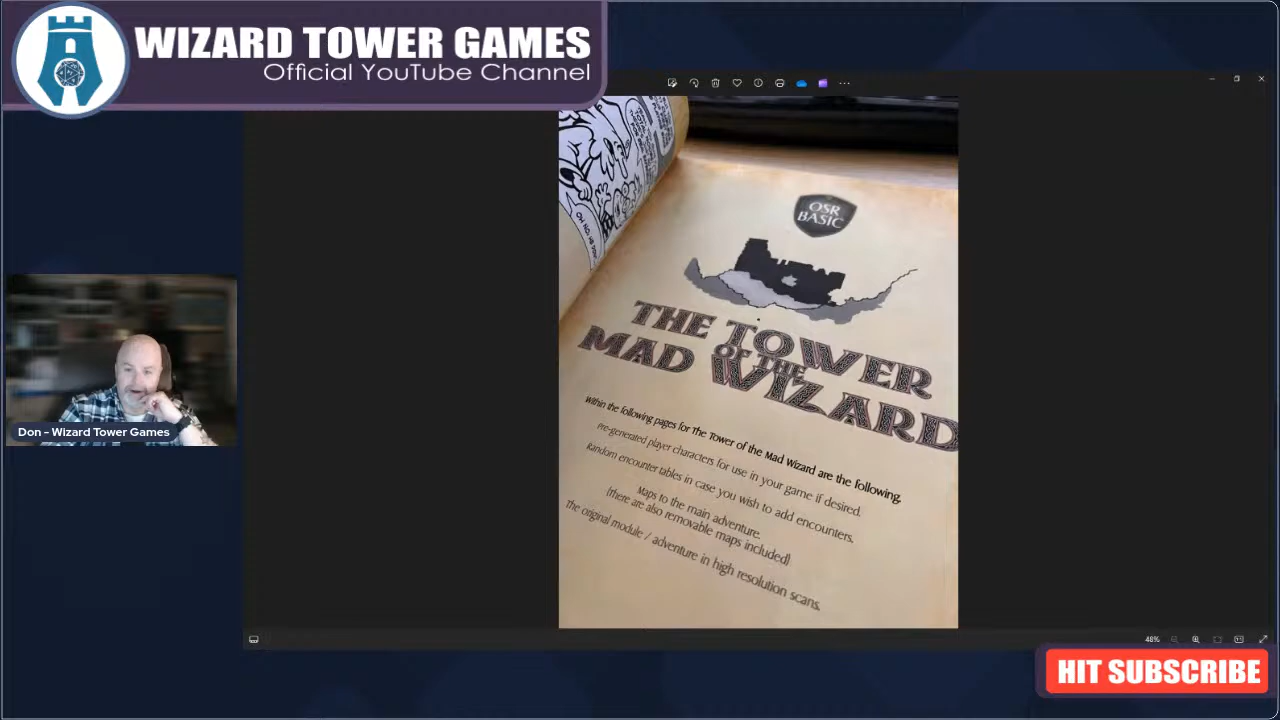 WIZARD TOWER GAMES
Official YouTube Channel
OSR
BASIC
THE TOWER
OF THE
MAD WIZARD
Within the following pages for The Tower of the Mad Wizard are the following.
Pre-generated player characters for use in your game if desired.
Random encounter tables in case you wish to add encounters.
Maps to the main adventure.
(There are also removable maps included)
The original module / adventure in high resolution scans.
Don – Wizard Tower Games
48%
HIT SUBSCRIBE